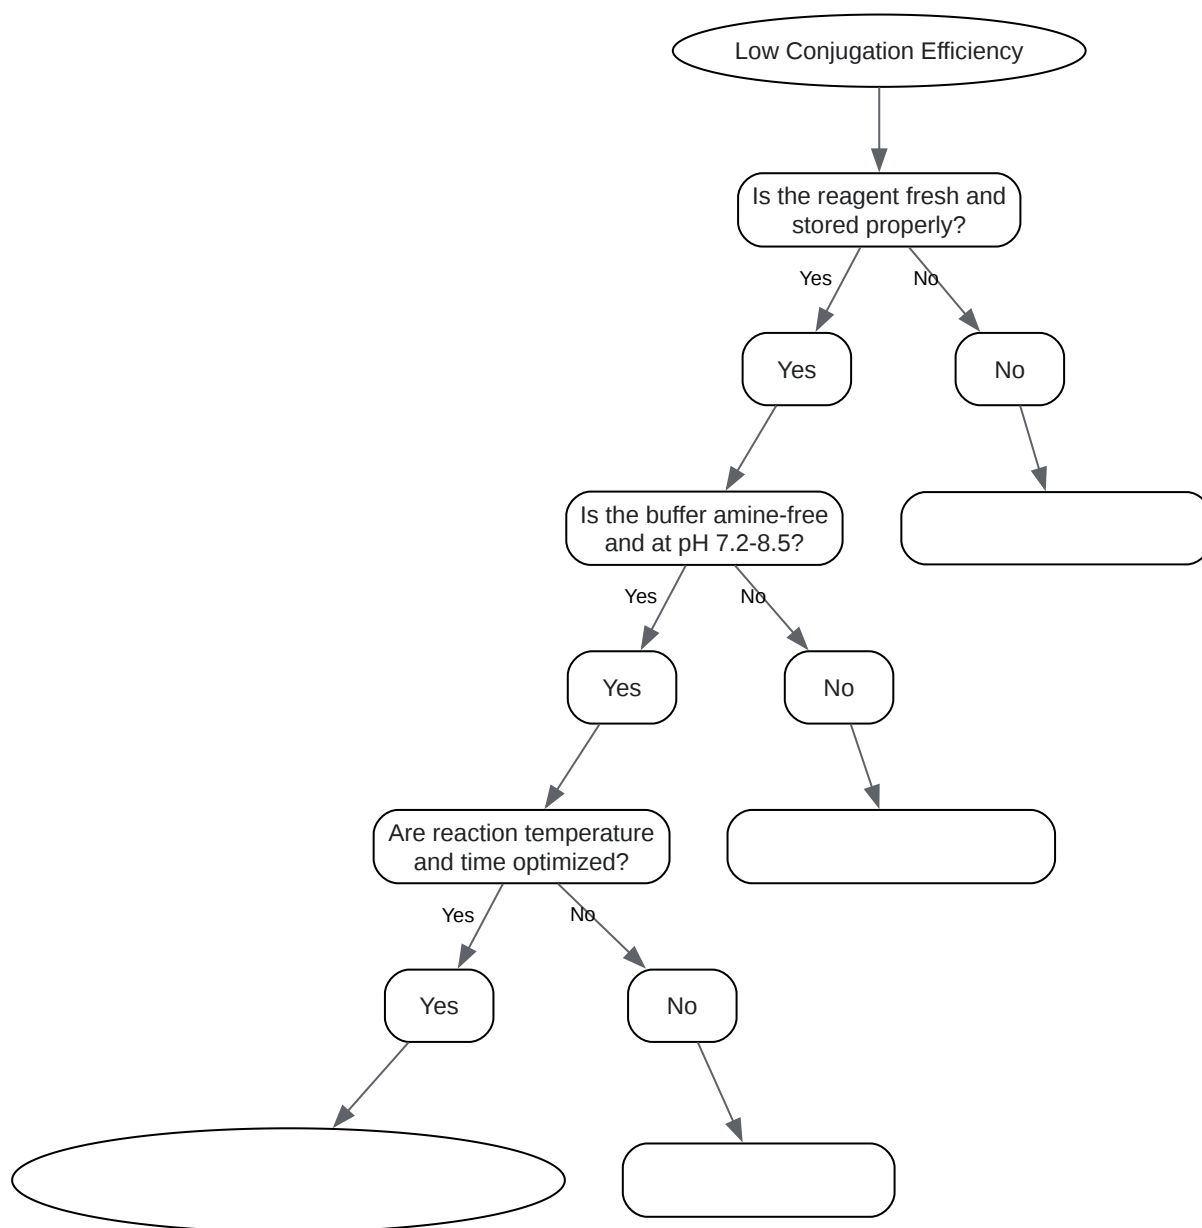 Low Conjugation Efficiency
Is the reagent fresh and
stored properly?
Yes
No
Yes
No
Is the buffer amine-free
and at pH 7.2-8.5?
Yes
No
Yes
No
Are reaction temperature
and time optimized?
Yes
No
Yes
No